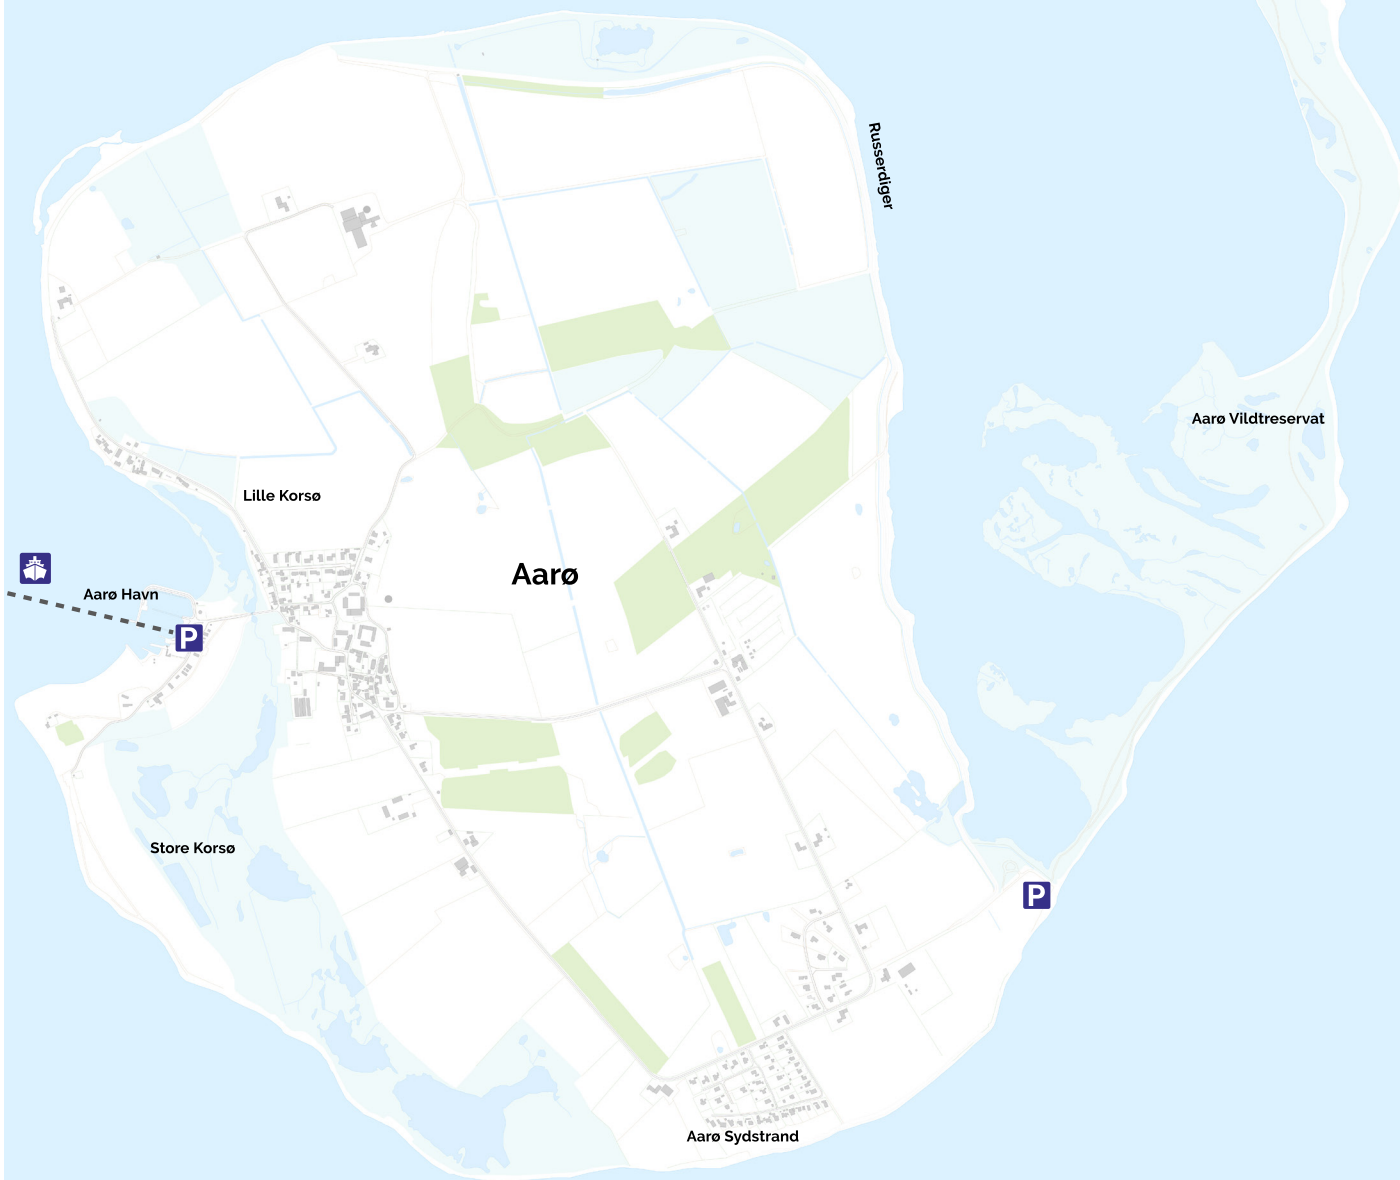 Russerdiger
Aarø Vildtreservat
Lille Korsø
Aarø
Aarø Havn
P
Store Korsø
P
Aarø Sydstrand